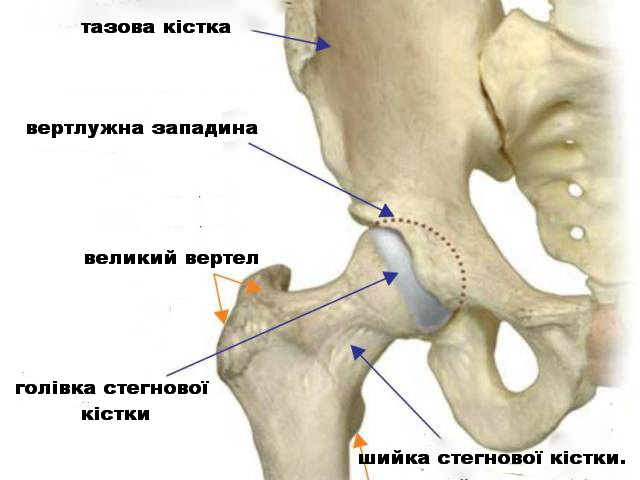 тазова кістка
вертлужна западина
великий вертел
голівка стегнової
кістки
шийка стегнової кістки.